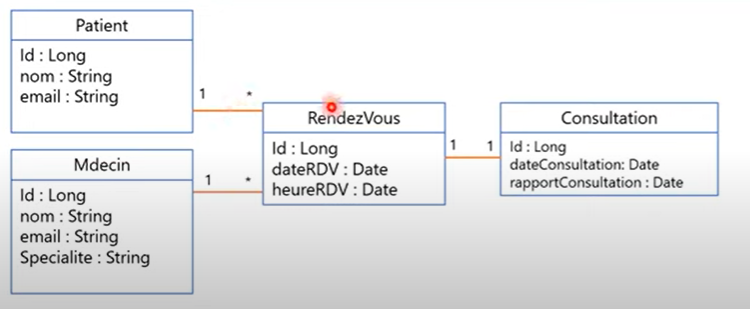 Patient
Id : Long
nom : String
email : String
1
*
Mdecin
Id : Long
nom : String
email : String
Specialite : String
1
*
RendezVous
Id : Long
dateRDV : Date
heureRDV : Date
1
1
Consultation
Id : Long
dateConsultation: Date
rapportConsultation : Date